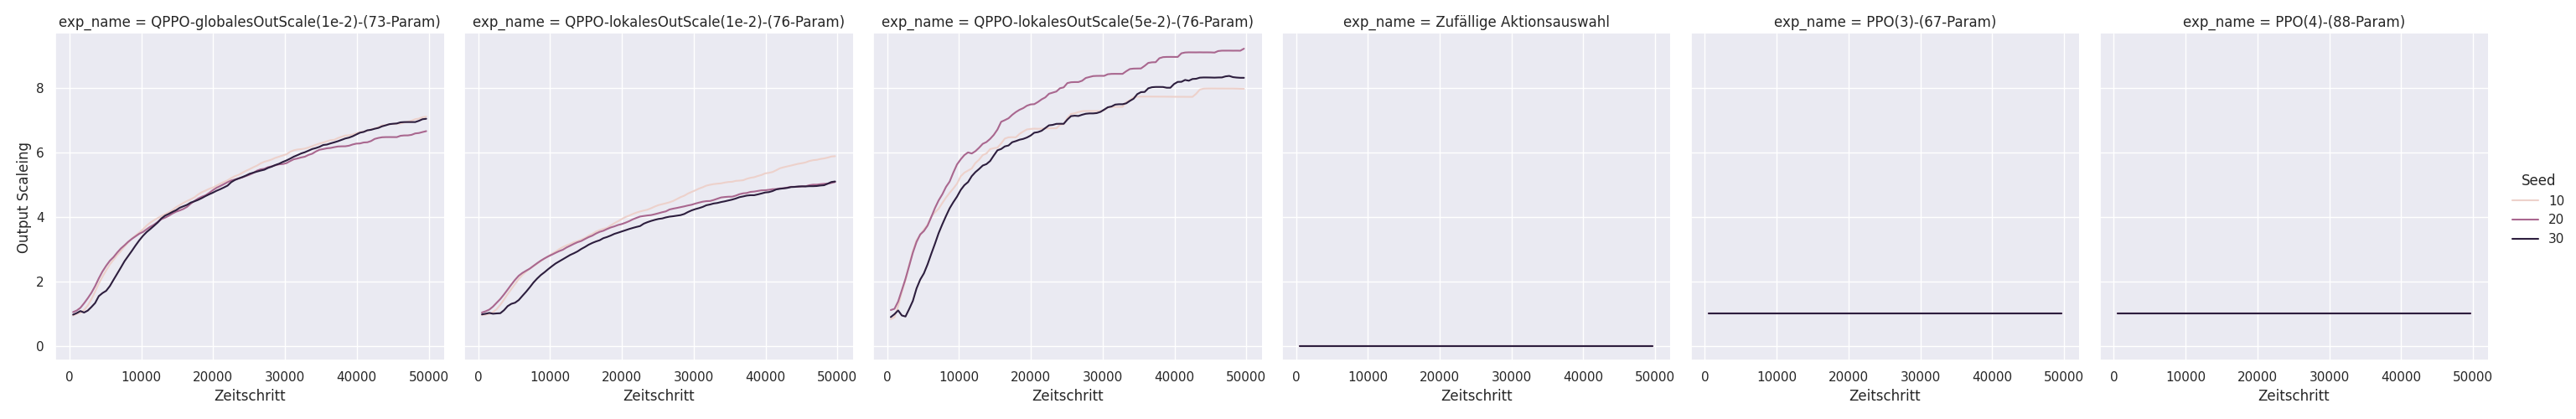 exp_name = QPPO-globalesOutScale(1e-2)-(73-Param)
exp_name = QPPO-lokalesOutScale(1e-2)-(76-Param)
exp_name = QPPO-lokalesOutScale(5e-2)-(76-Param)
exp_name = Zufällige Aktionsauswahl
exp_name = PPO(3)-(67-Param)
exp_name = PPO(4)-(88-Param)
Output Scaleing
8
6
4
2
0
0 10000 20000 30000 40000 50000
0 10000 20000 30000 40000 50000
0 10000 20000 30000 40000 50000
0 10000 20000 30000 40000 50000
0 10000 20000 30000 40000 50000
0 10000 20000 30000 40000 50000
Zeitschritt
Zeitschritt
Zeitschritt
Zeitschritt
Zeitschritt
Zeitschritt
Seed
10
20
30